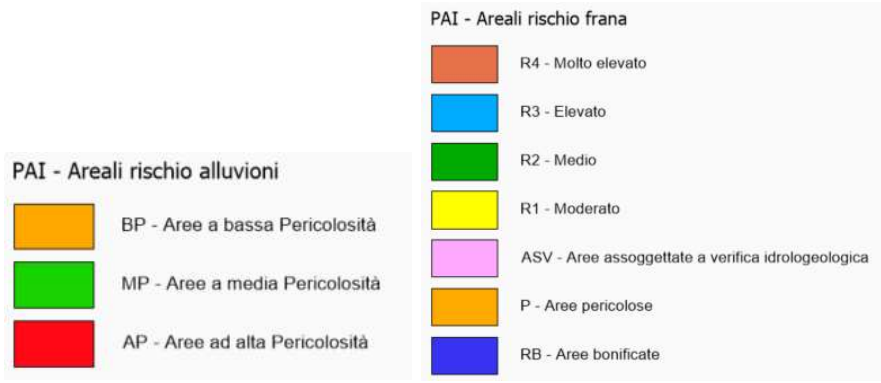 PAI - Areali rischio alluvioni
BP - Aree a bassa Pericolosità
MP - Aree a media Pericolosità
AP - Aree ad alta Pericolosità
PAI - Areali rischio frana
R4 - Molto elevato
R3 - Elevato
R2 - Medio
R1 - Moderato
ASV - Aree assoggettate a verifica idrologeologica
P - Aree pericolose
RB - Aree bonificate